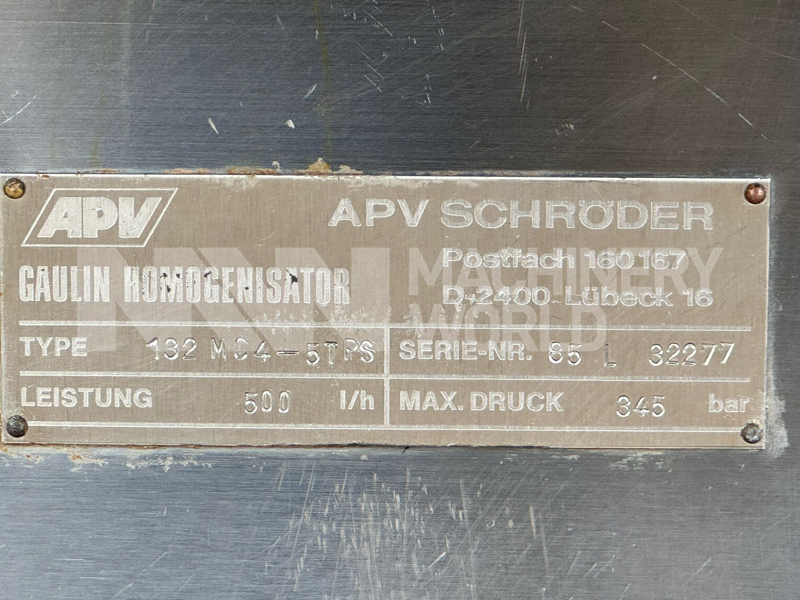 APV
APV SCHRÖDER
Postfach 160167
D-2400 Lübeck 16
GAULIN HOMOGENISATOR
MW MACHINERY WORLD
TYPE 132 MC4-5TPS SERIE-NR. 85 L 32277
LEISTUNG 500 l/h MAX. DRUCK 345 bar